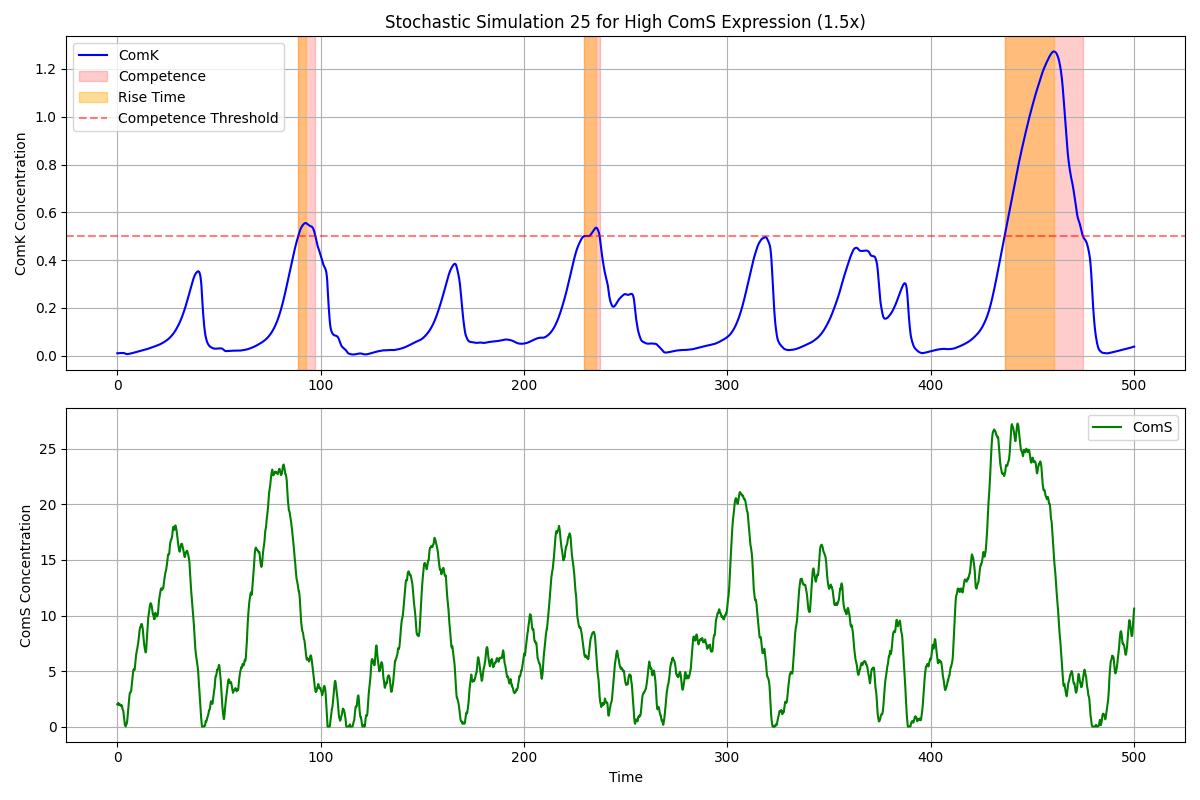 Stochastic Simulation 25 for High ComS Expression (1.5x)
ComK
Competence
Rise Time
Competence Threshold
ComK Concentration
1.2
1.0
0.8
0.6
0.4
0.2
0.0
0 100 200 300 400 500
ComS
ComS Concentration
25
20
15
10
5
0
0 100 200 300 400 500
Time